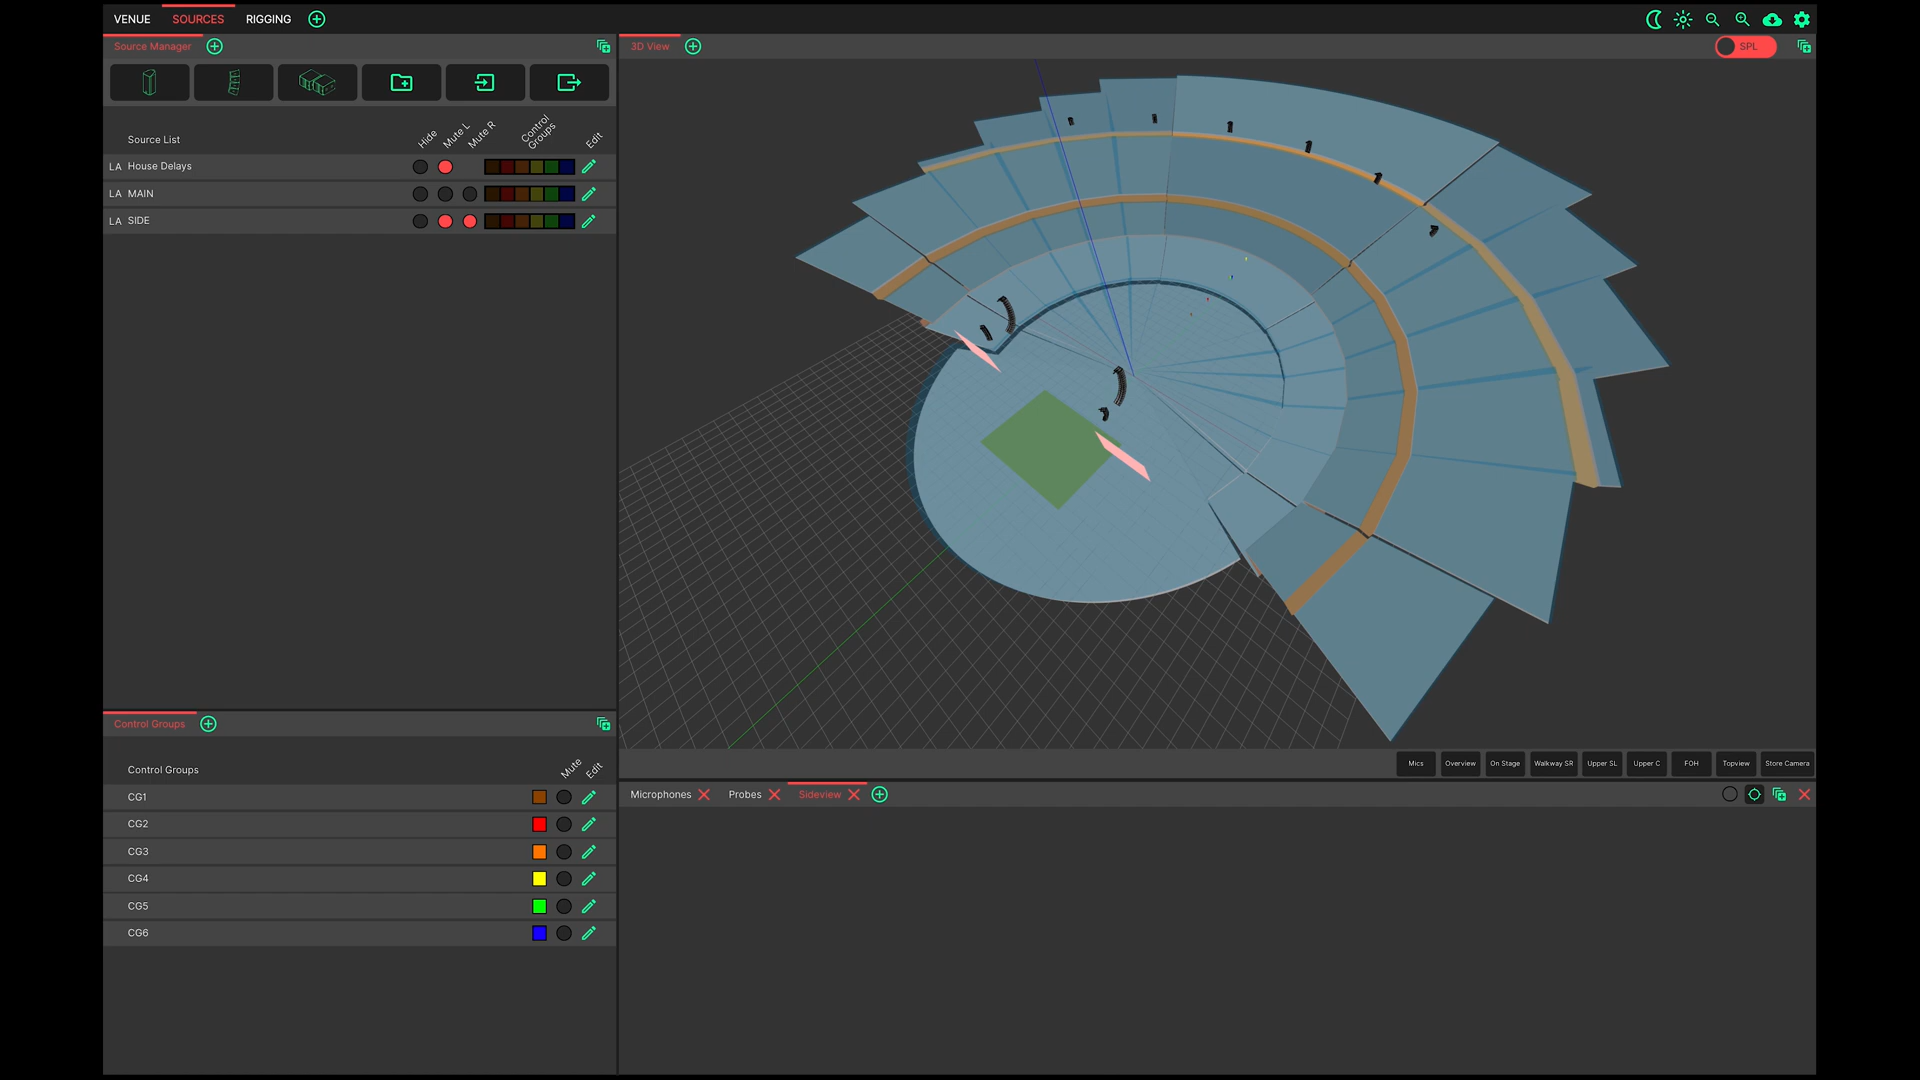 VENUE SOURCES RIGGING
Source Manager
3D View
SPL
Source List Hide Mute L Mute R Control Groups Edit
LA House Delays
LA MAIN
LA SIDE
Control Groups
Control Groups Mute Edit
CG1
CG2
CG3
CG4
CG5
CG6
Mics Overview On Stage Walkway SR Upper SL Upper C FOH Topview Store Camera
Microphones Probes Sideview